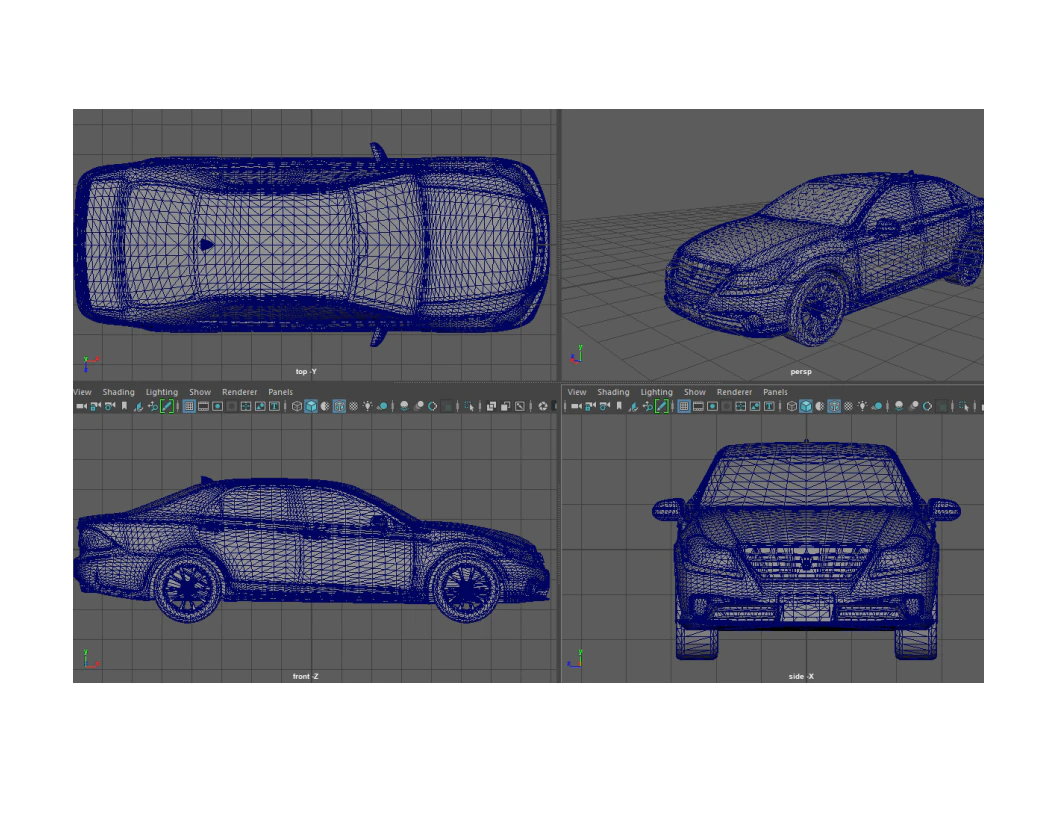 top -Y
persp
View Shading Lighting Show Renderer Panels
View Shading Lighting Show Renderer Panels
front -Z
side -X